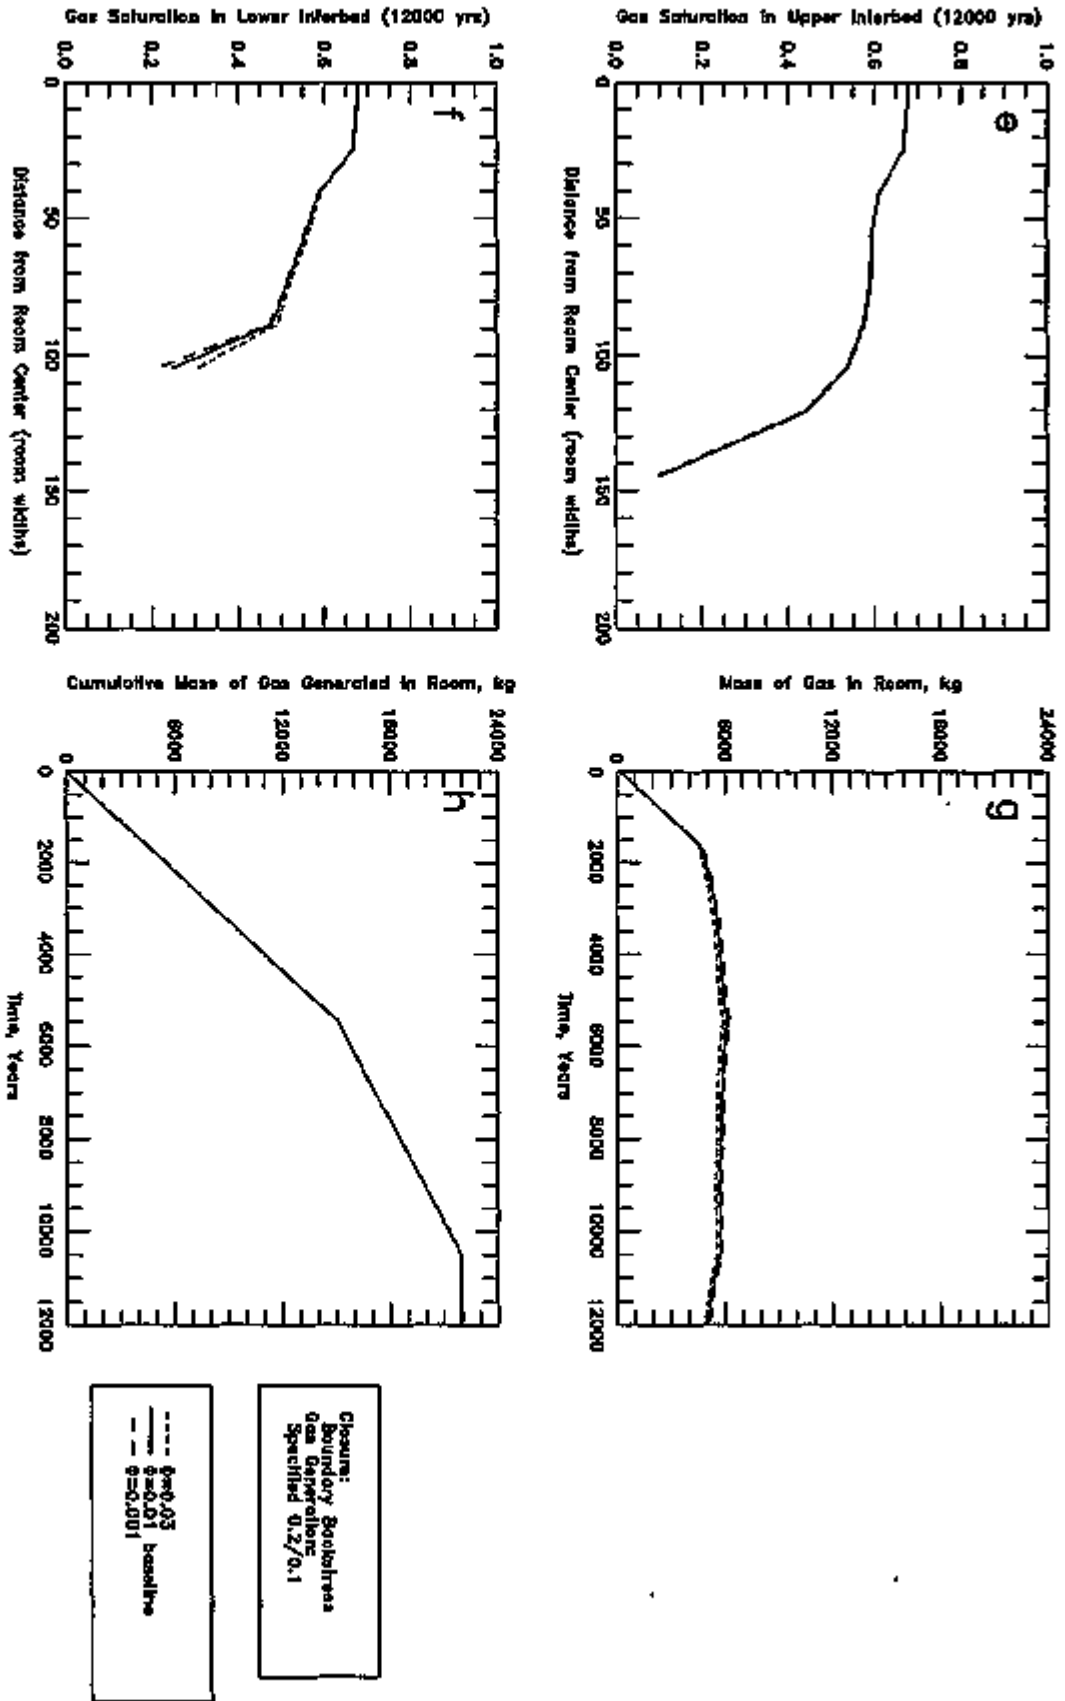 e
Gas Saturation in Upper Interbed (12000 yrs)
1.0
0.8
0.6
0.4
0.2
0.0
0
50
100
150
200
Distance from Room Center (room widths)
g
Mass of Gas in Room, kg
24000
18000
12000
6000
0
0
2000
4000
6000
8000
10000
12000
Time, Years
f
Gas Saturation in Lower Interbed (12000 yrs)
1.0
0.8
0.6
0.4
0.2
0.0
0
50
100
150
200
Distance from Room Center (room widths)
h
Cumulative Mass of Gas Generated in Room, kg
24000
18000
12000
6000
0
0
2000
4000
6000
8000
10000
12000
Time, Years
Closure:
Boundary Backstress
Gas Generation:
Specified 0.2/0.1
ϕ=0.03
ϕ=0.01 baseline
ϕ=0.001